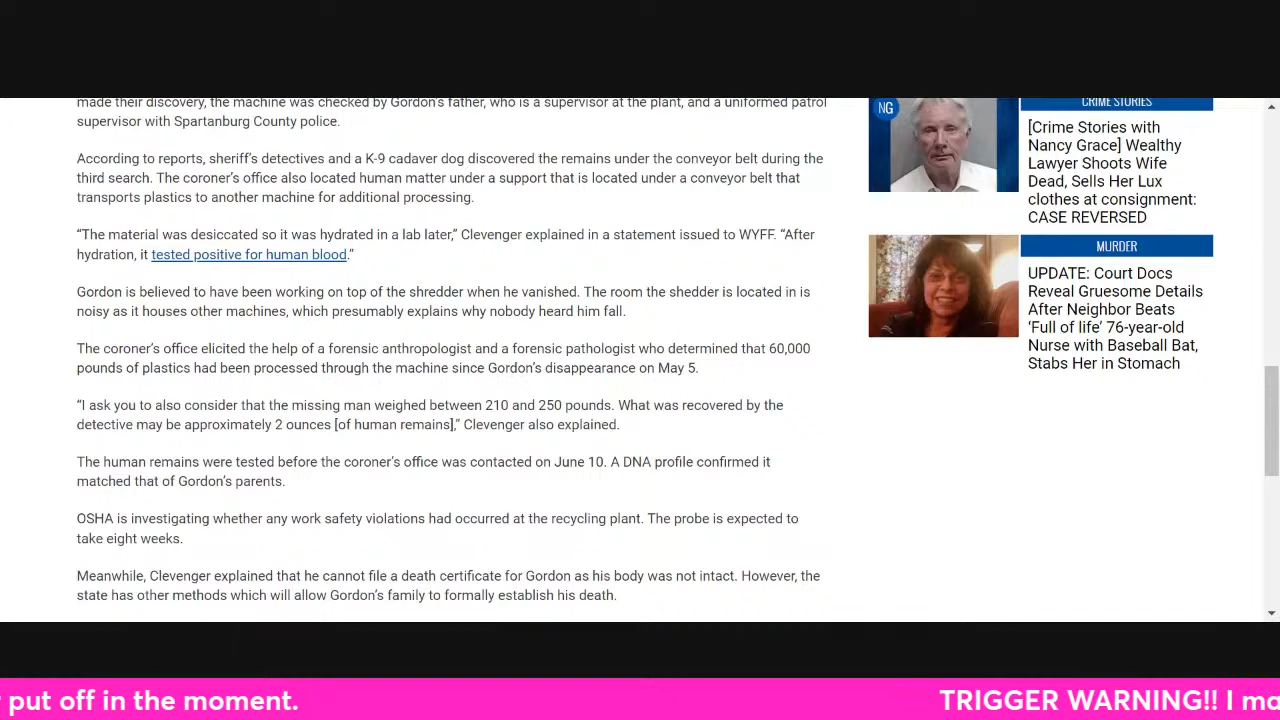 made their discovery, the machine was checked by Gordon's father, who is a supervisor at the plant, and a uniformed patrol
supervisor with Spartanburg County police.
According to reports, sheriff's detectives and a K-9 cadaver dog discovered the remains under the conveyor belt during the
third search. The coroner's office also located human matter under a support that is located under a conveyor belt that
transports plastics to another machine for additional processing.
“The material was desiccated so it was hydrated in a lab later,” Clevenger explained in a statement issued to WYFF. “After
hydration, it tested positive for human blood.”
Gordon is believed to have been working on top of the shredder when he vanished. The room the shedder is located in is
noisy as it houses other machines, which presumably explains why nobody heard him fall.
The coroner's office elicited the help of a forensic anthropologist and a forensic pathologist who determined that 60,000
pounds of plastics had been processed through the machine since Gordon's disappearance on May 5.
“I ask you to also consider that the missing man weighed between 210 and 250 pounds. What was recovered by the
detective may be approximately 2 ounces [of human remains],” Clevenger also explained.
The human remains were tested before the coroner's office was contacted on June 10. A DNA profile confirmed it
matched that of Gordon's parents.
OSHA is investigating whether any work safety violations had occurred at the recycling plant. The probe is expected to
take eight weeks.
Meanwhile, Clevenger explained that he cannot file a death certificate for Gordon as his body was not intact. However, the
state has other methods which will allow Gordon's family to formally establish his death.
NG
CRIME STORIES
[Crime Stories with
Nancy Grace] Wealthy
Lawyer Shoots Wife
Dead, Sells Her Lux
clothes at consignment:
CASE REVERSED
MURDER
UPDATE: Court Docs
Reveal Gruesome Details
After Neighbor Beats
‘Full of life’ 76-year-old
Nurse with Baseball Bat,
Stabs Her in Stomach
put off in the moment.
TRIGGER WARNING!! I